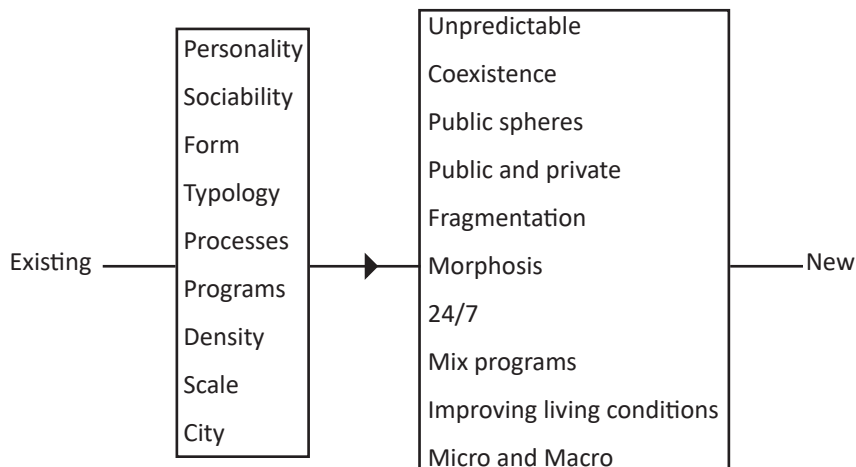 Existing
Personality
Sociability
Form
Typology
Processes
Programs
Density
Scale
City
Unpredictable
Coexistence
Public spheres
Public and private
Fragmentation
Morphosis
24/7
Mix programs
Improving living conditions
Micro and Macro
New